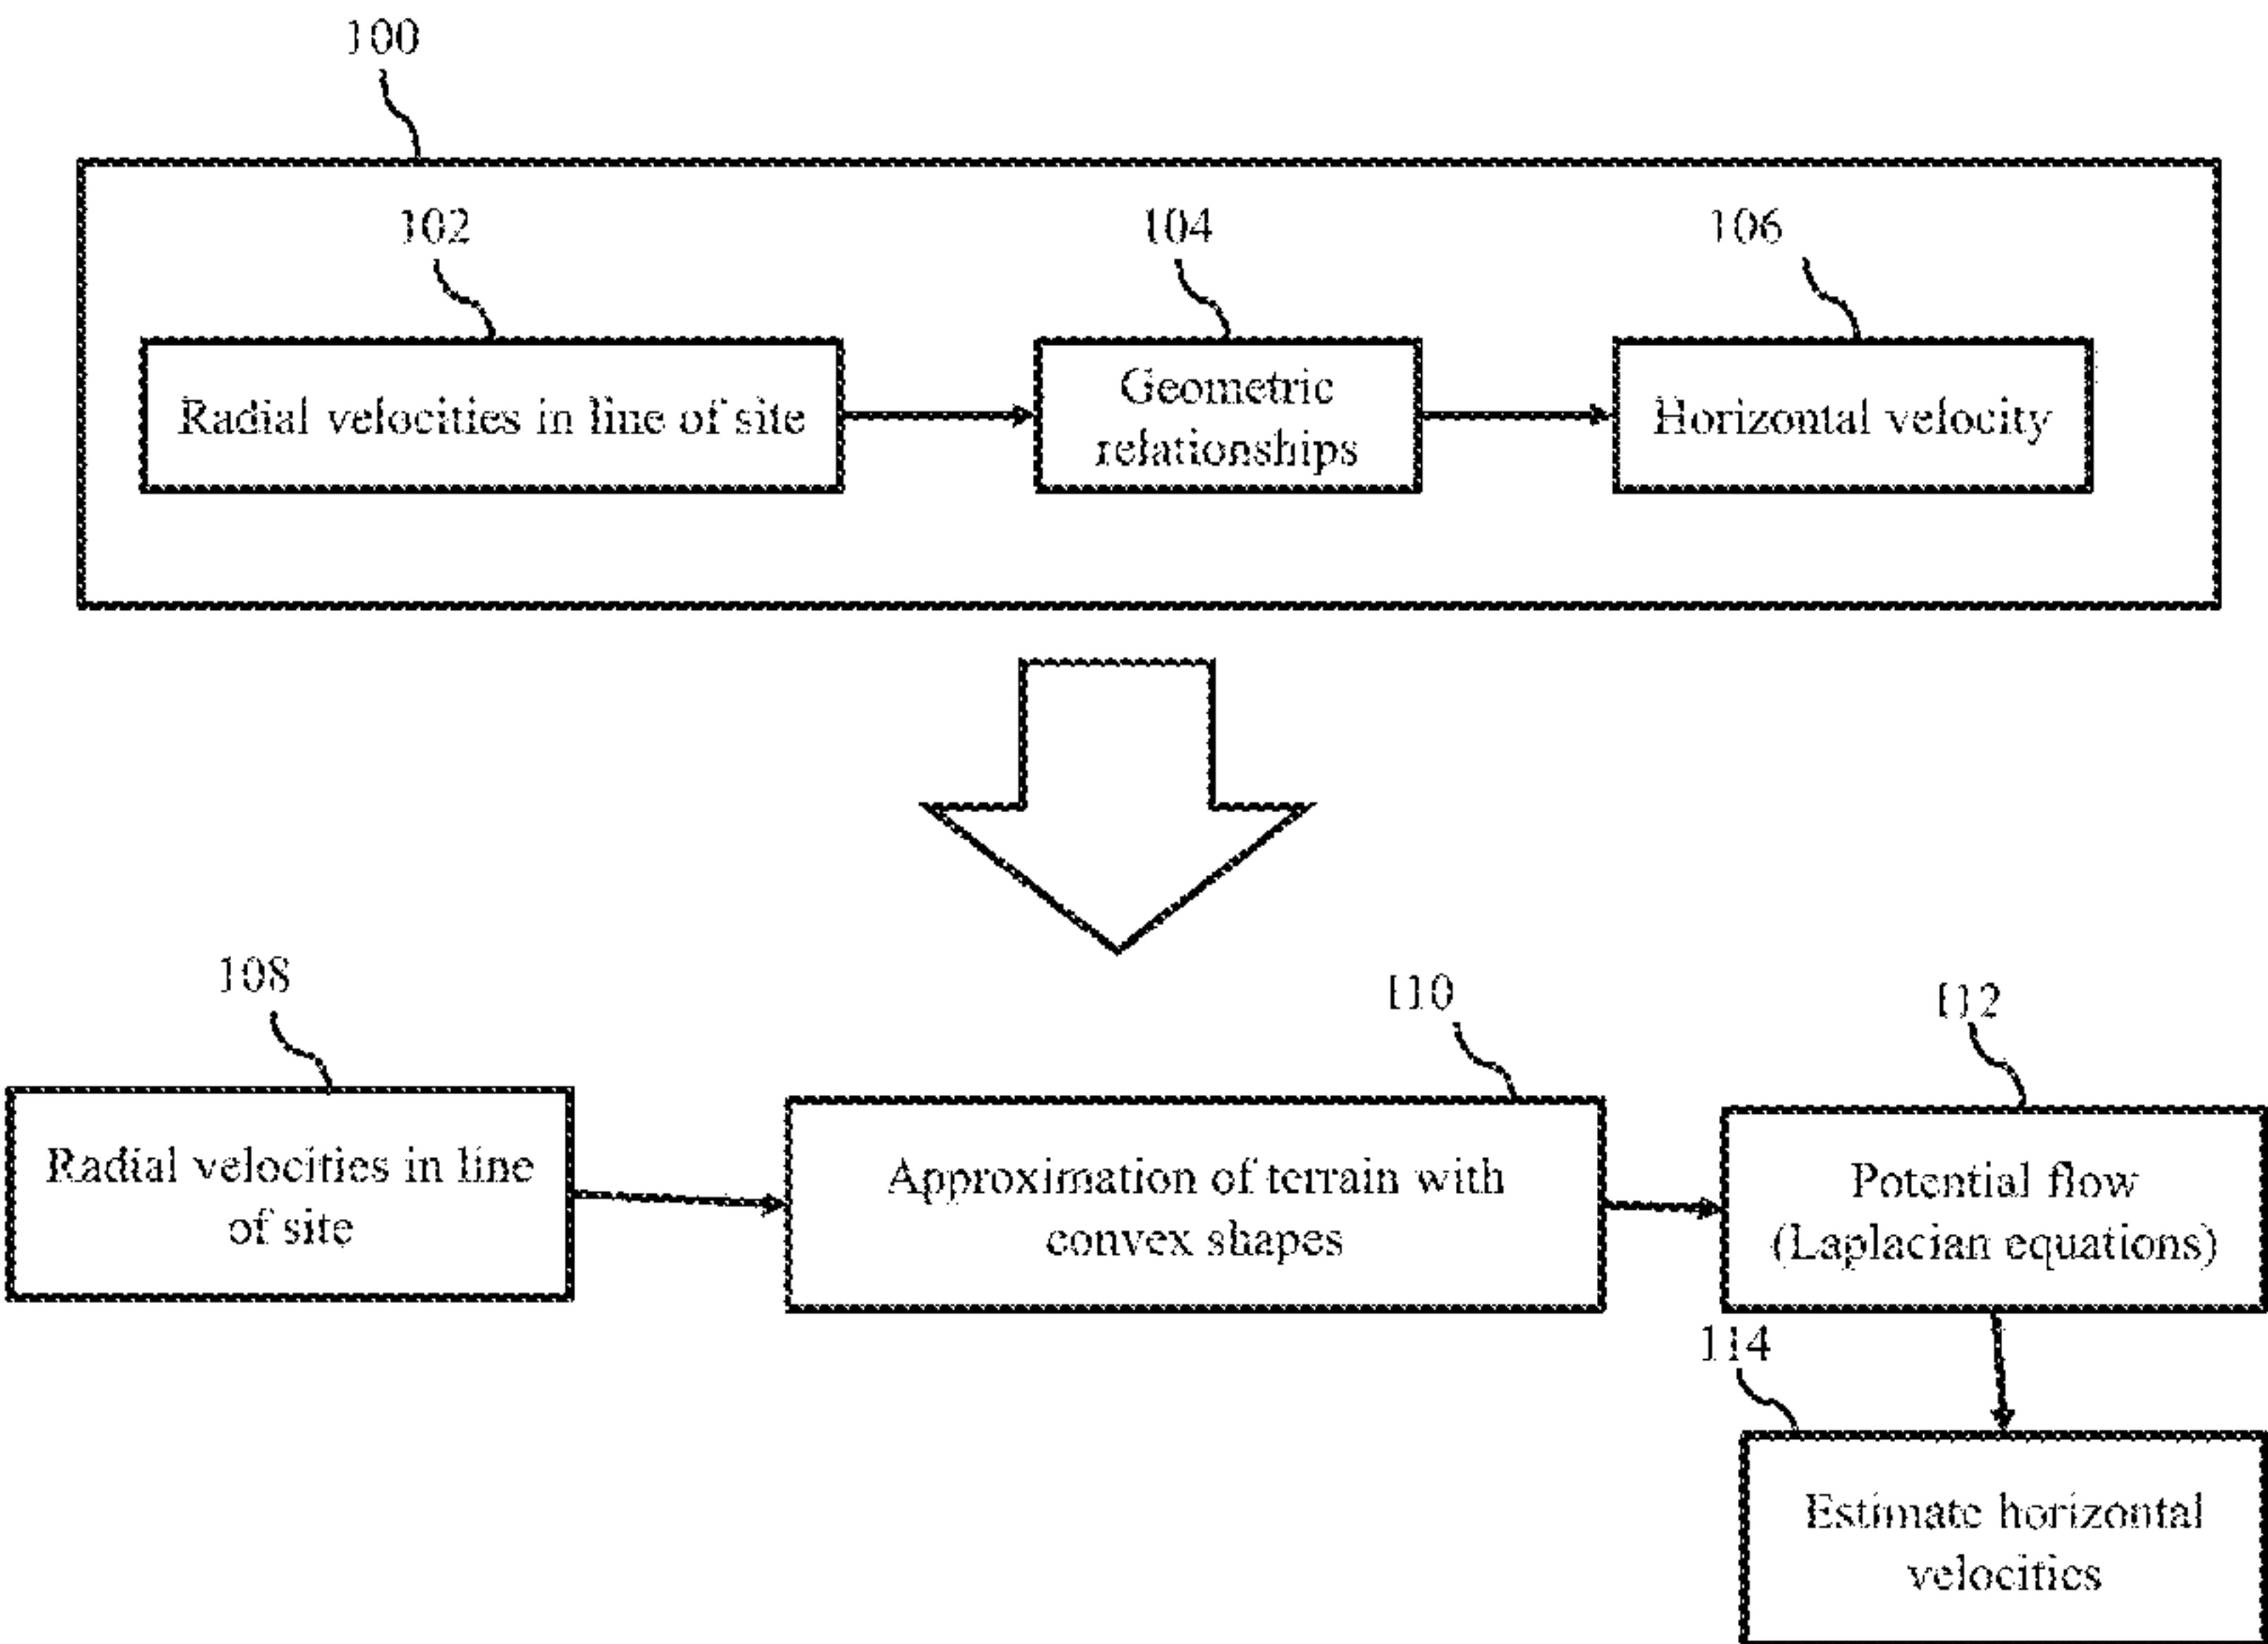 100
102
104
106
Radial velocities in line of site
Geometric
relationships
Horizontal velocity
108
110
112
Radial velocities in line
of site
Approximation of terrain with
convex shapes
Potential flow
(Laplacian equations)
114
Estimate horizontal
velocities